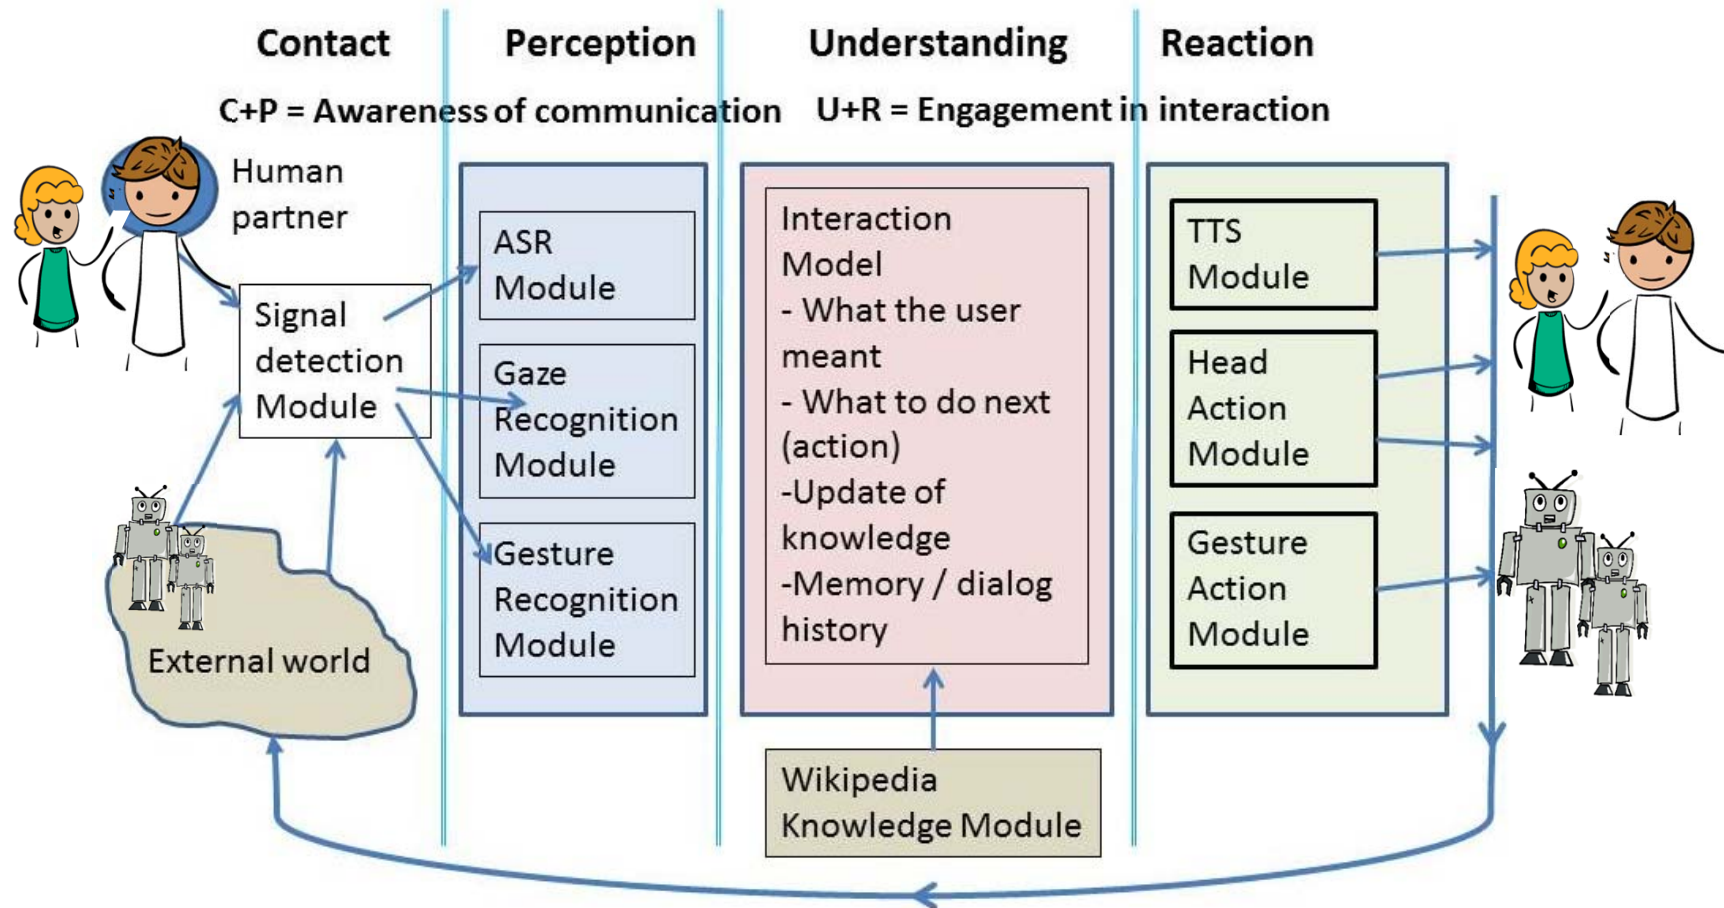 Contact
Perception
Understanding
Reaction
C+P = Awareness of communication
U+R = Engagement in interaction
Human
partner
Signal
detection
Module
External world
ASR
Module
Gaze
Recognition
Module
Gesture
Recognition
Module
Interaction
Model
- What the user
meant
- What to do next
(action)
-Update of
knowledge
-Memory / dialog
history
Wikipedia
Knowledge Module
TTS
Module
Head
Action
Module
Gesture
Action
Module